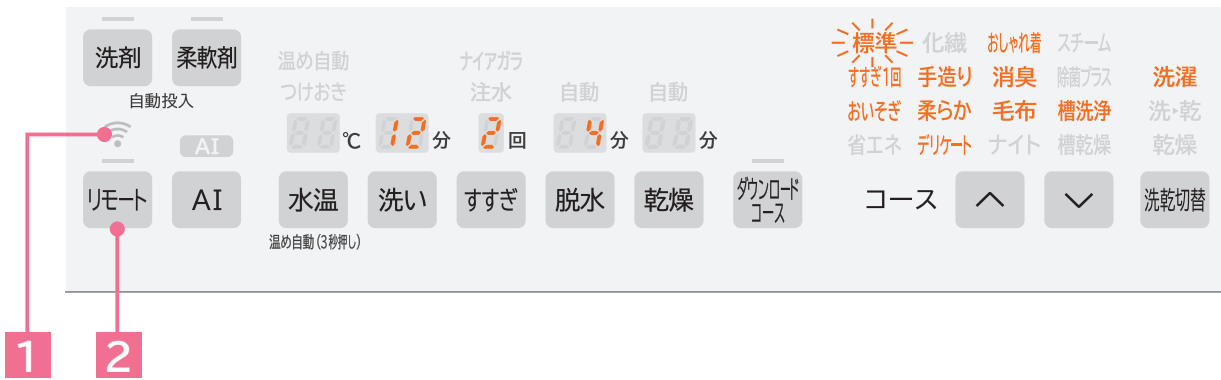 洗剤 柔軟剤
自動投入
温め自動
つけおき
ナイアガラ
注水
自動
自動
標準 化繊 おしゃれ着 スチーム
すすぎ1回 手造り 消臭 除菌プラス 洗濯
おいそぎ 柔らか 毛布 槽洗浄 洗▸乾
省エネ デリケート ナイト 槽乾燥 乾燥
AI
℃ 12分 2回 4分 分
リモート AI 水温 洗い すすぎ 脱水 乾燥 ダウンロード
コース
コース 洗乾切替
温め自動(3秒押し)
1 2